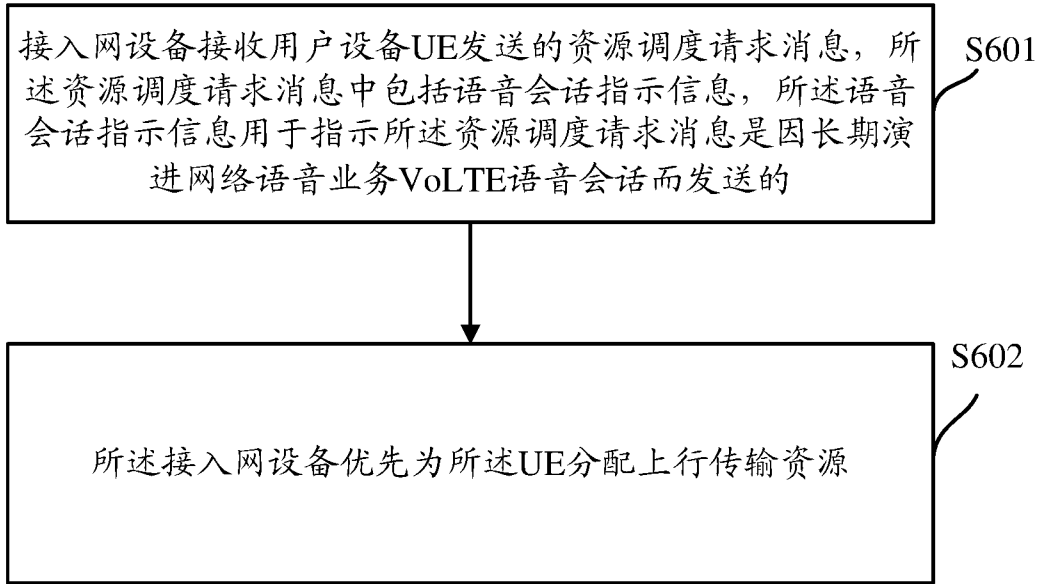 接入网设备接收用户设备UE发送的资源调度请求消息，所
述资源调度请求消息中包括语音会话指示信息，所述语音
会话指示信息用于指示所述资源调度请求消息是因长期演
进网络语音业务VoLTE语音会话而发送的
S601
所述接入网设备优先为所述UE分配上行传输资源
S602